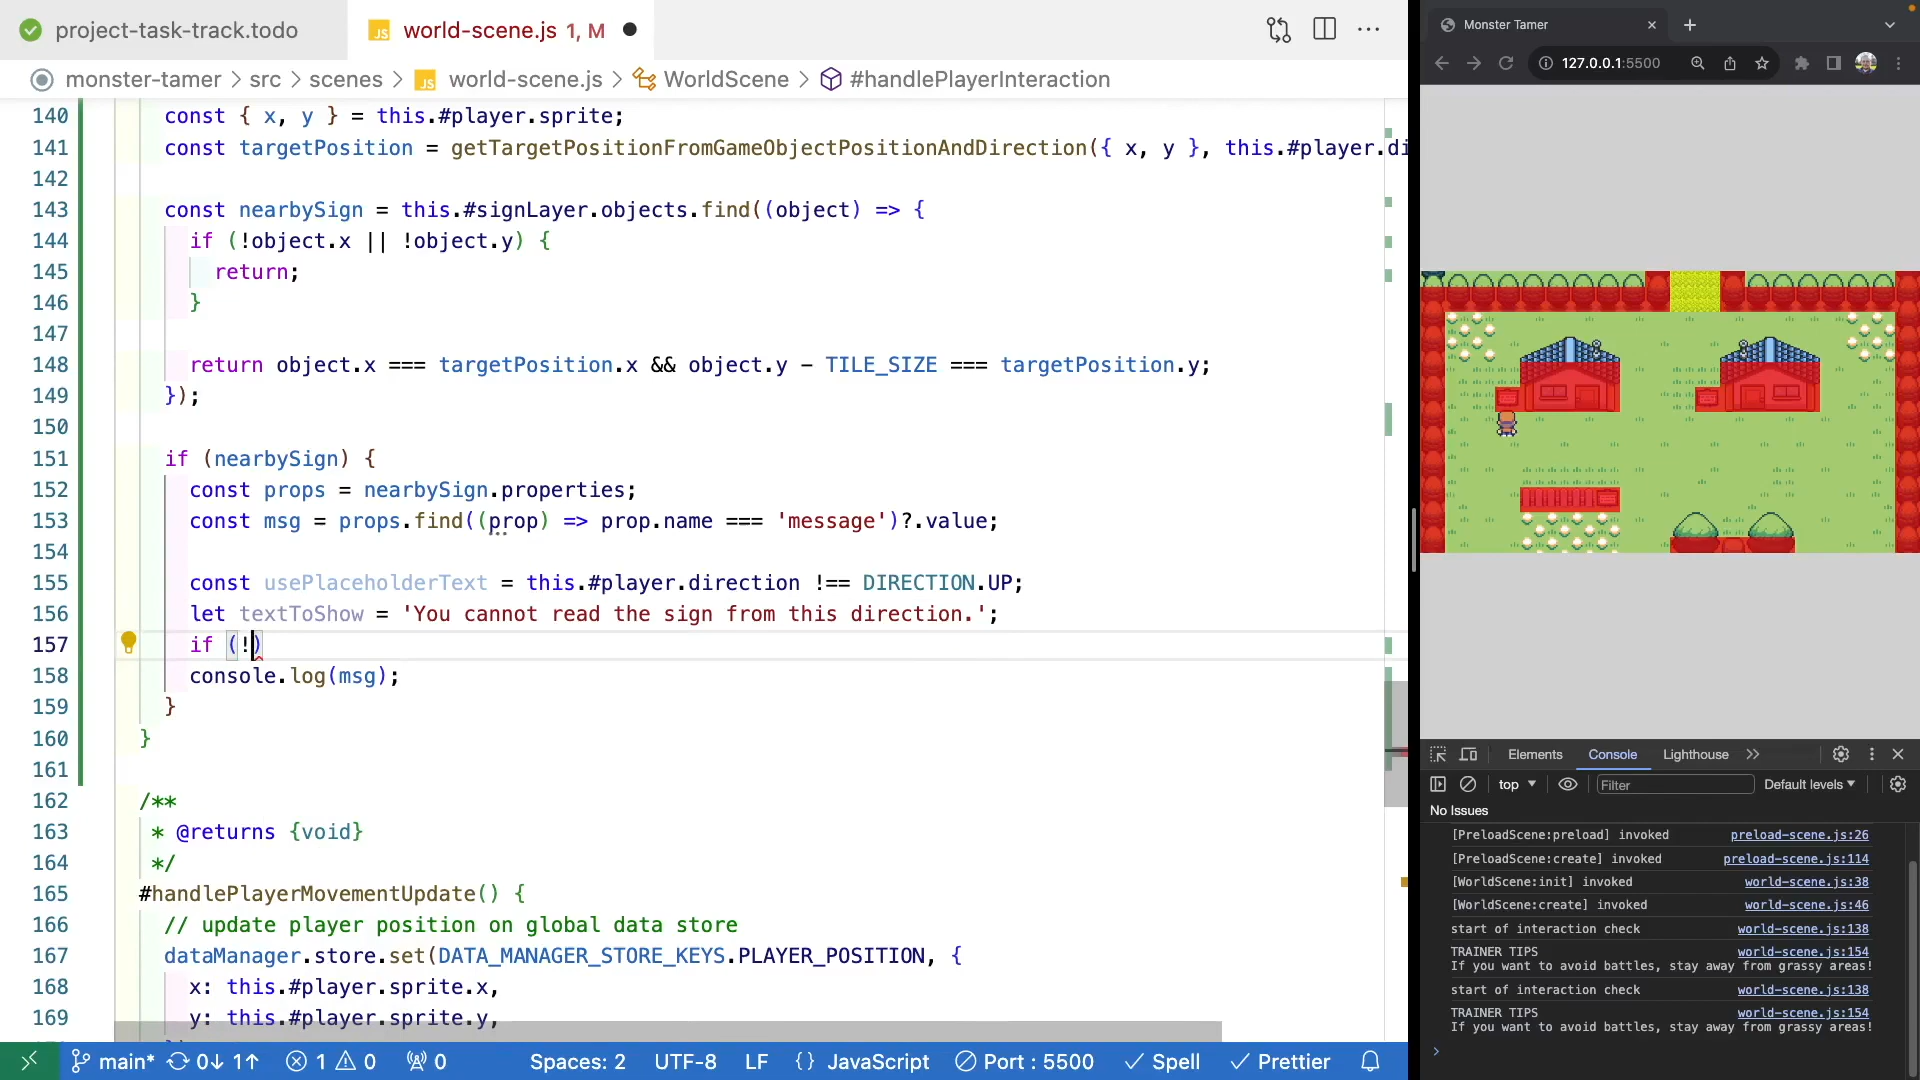 project-task-track.todo
JS world-scene.js 1, M
monster-tamer > src > scenes > JS world-scene.js > WorldScene > #handlePlayerInteraction
140 const { x, y } = this.#player.sprite;
141 const targetPosition = getTargetPositionFromGameObjectPositionAndDirection({ x, y }, this.#player.di
142
143 const nearbySign = this.#signLayer.objects.find((object) => {
144 if (!object.x || !object.y) {
145 return;
146 }
147
148 return object.x === targetPosition.x && object.y - TILE_SIZE === targetPosition.y;
149 });
150
151 if (nearbySign) {
152 const props = nearbySign.properties;
153 const msg = props.find((prop) => prop.name === 'message')?.value;
154
155 const usePlaceholderText = this.#player.direction !== DIRECTION.UP;
156 let textToShow = 'You cannot read the sign from this direction.';
157 if (!)
158 console.log(msg);
159 }
160 }
161
162 /**
163 * @returns {void}
164 */
165 #handlePlayerMovementUpdate() {
166 // update player position on global data store
167 dataManager.store.set(DATA_MANAGER_STORE_KEYS.PLAYER_POSITION, {
168 x: this.#player.sprite.x,
169 y: this.#player.sprite.y,
main* 0↓ 1↑ 1 0 0 Spaces: 2 UTF-8 LF {} JavaScript Port : 5500 Spell Prettier
Monster Tamer
127.0.0.1:5500
Elements Console Lighthouse
top Filter Default levels
No Issues
[PreloadScene:preload] invoked preload-scene.js:26
[PreloadScene:create] invoked preload-scene.js:114
[WorldScene:init] invoked world-scene.js:38
[WorldScene:create] invoked world-scene.js:46
start of interaction check world-scene.js:138
TRAINER TIPS world-scene.js:154
If you want to avoid battles, stay away from grassy areas!
start of interaction check world-scene.js:138
TRAINER TIPS world-scene.js:154
If you want to avoid battles, stay away from grassy areas!